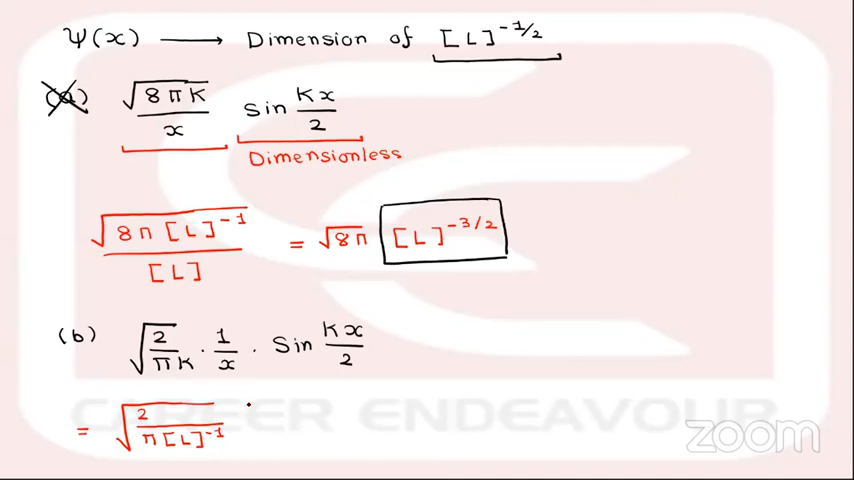 Ψ(x) ⟶ Dimension of [L]^-1/2
(a) √8πK / x Sin Kx/2
Dimensionless
√8π[L]^-1 / [L] = √8π [L]^-3/2
(b) √2/πK · 1/x · Sin Kx/2
= √2/π[L]^-1
CAREER ENDEAVOUR
zoom